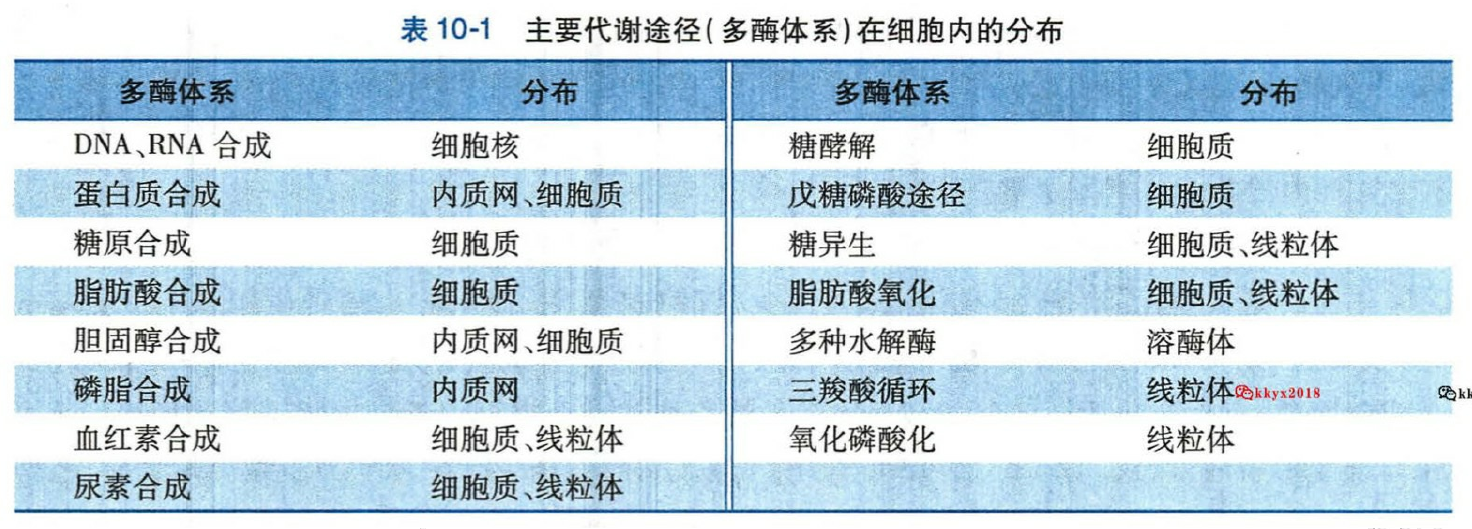 表 10-1 主要代谢途径(多酶体系)在细胞内的分布
多酶体系 分布 多酶体系 分布
DNA、RNA 合成 细胞核 糖酵解 细胞质
蛋白质合成 内质网、细胞质 戊糖磷酸途径 细胞质
糖原合成 细胞质 糖异生 细胞质、线粒体
脂肪酸合成 细胞质 脂肪酸氧化 细胞质、线粒体
胆固醇合成 内质网、细胞质 多种水解酶 溶酶体
磷脂合成 内质网 三羧酸循环 线粒体 kkyx2018 kk
血红素合成 细胞质、线粒体 氧化磷酸化 线粒体
尿素合成 细胞质、线粒体